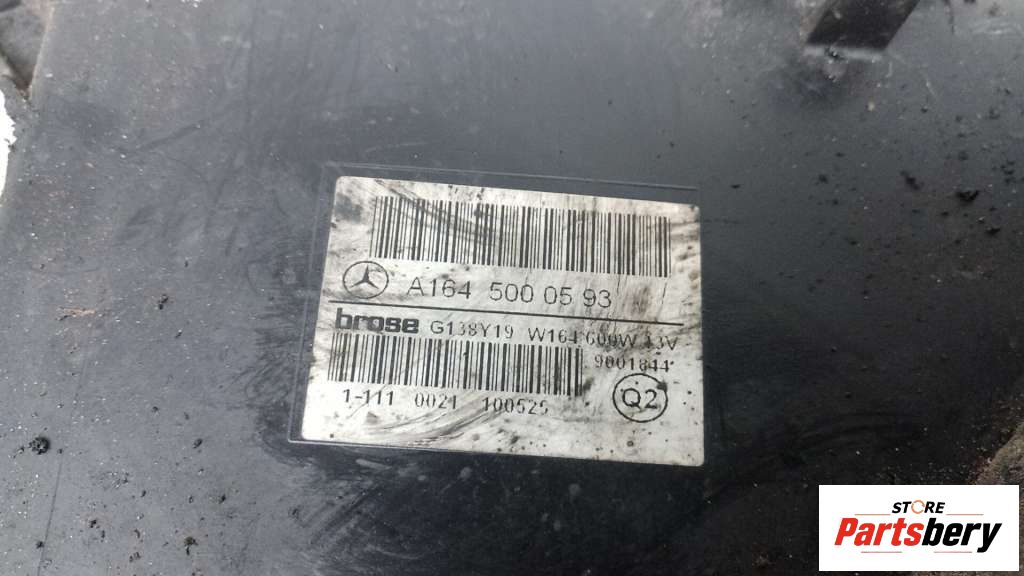 A164 500 05 93
brose G138Y19 W164 600W 13V
9001844
1-111 0021 100525
Q2
STORE
Partsbery